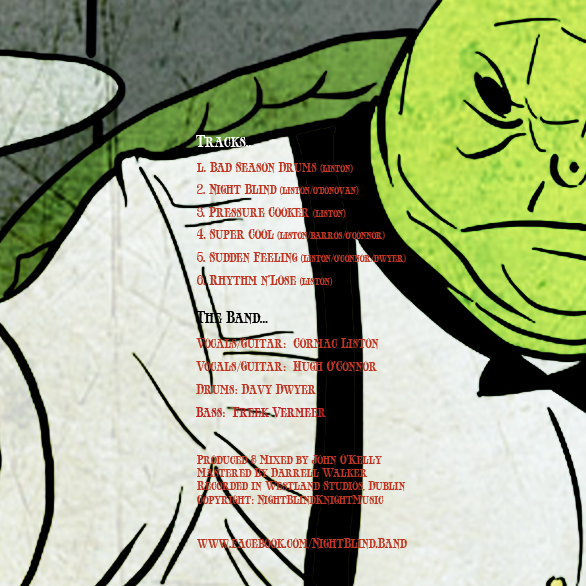 Tracks..
1. Bad Season Drums (Liston)
2. Night Blind (Liston/O'Donovan)
3. Pressure Cooker (Liston)
4. Super Cool (Liston/Barros/O'Connor)
5. Sudden Feeling (Liston/O'Connor/Dwyer)
6. Rhythm n'Lose (Liston)
The Band...
Vocals/Guitar: Cormac Liston
Vocals/Guitar: Hugh O'Connor
Drums: Davy Dwyer
Bass: Vermeer
Produced & Mixed by John O'Kelly
Mastered by Darrell Walker
Recorded in Westland Studios, Dublin
Copyright: NightBlindKnightMusic
www.facebook.com/NightBlind.Band